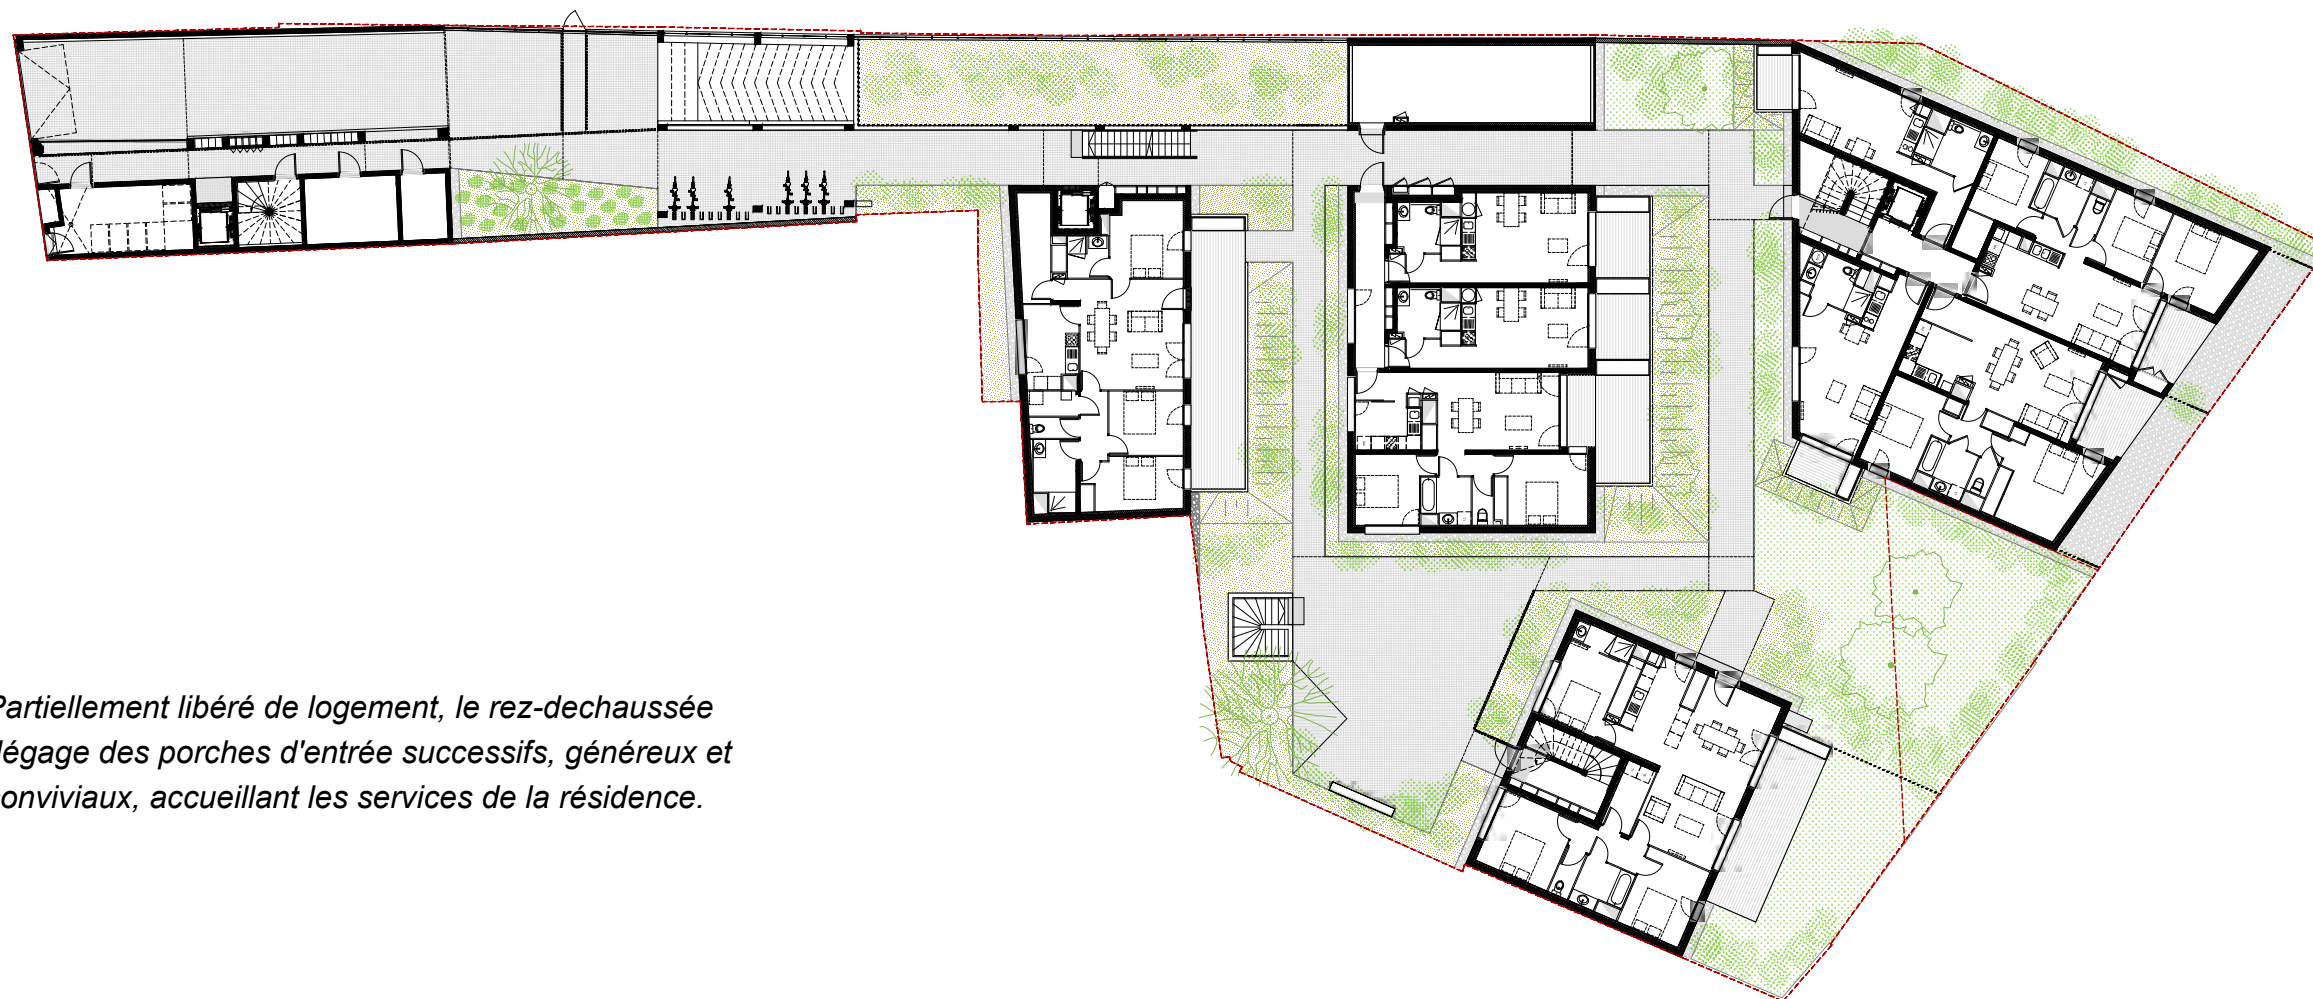 Partiellement libéré de logement, le rez-dechaussée
dégage des porches d'entrée successifs, généreux et
conviviaux, accueillant les services de la résidence.